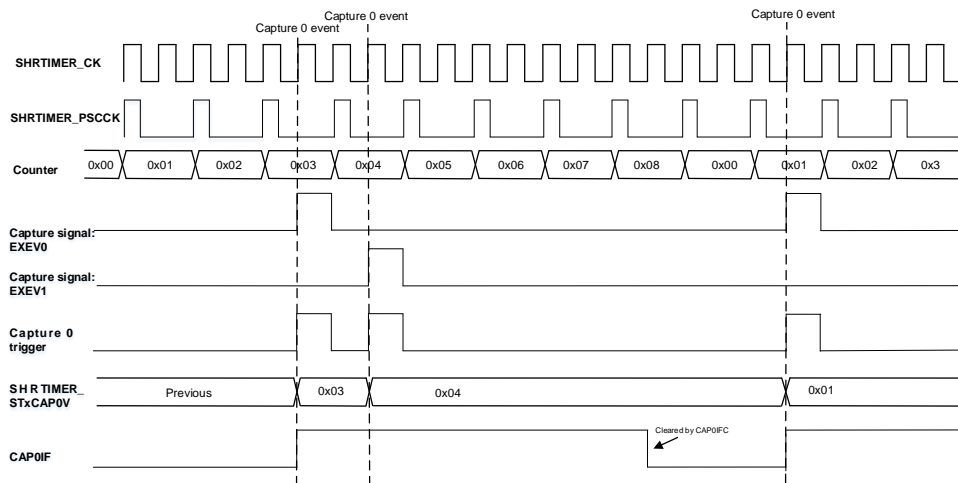 Capture 0 event
Capture 0 event
Capture 0 event
SHRTIMER_CK
SHRTIMER_PSCCK
Counter 0x00 0x01 0x02 0x03 0x04 0x05 0x06 0x07 0x08 0x00 0x01 0x02 0x3
Capture signal:
EXEV0
Capture signal:
EXEV1
Capture 0
trigger
SHRTIMER_
STxCAP0V
Previous 0x03 0x04 0x01
Cleared by CAP0IFC
CAP0IF